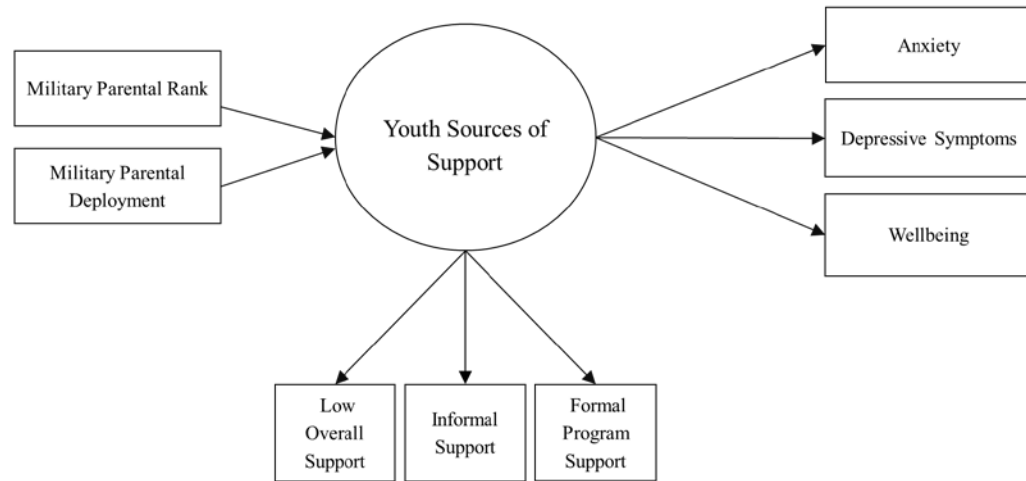 Military Parental Rank
Military Parental
Deployment
Youth Sources of
Support
Anxiety
Depressive Symptoms
Wellbeing
Low
Overall
Support
Informal
Support
Formal
Program
Support